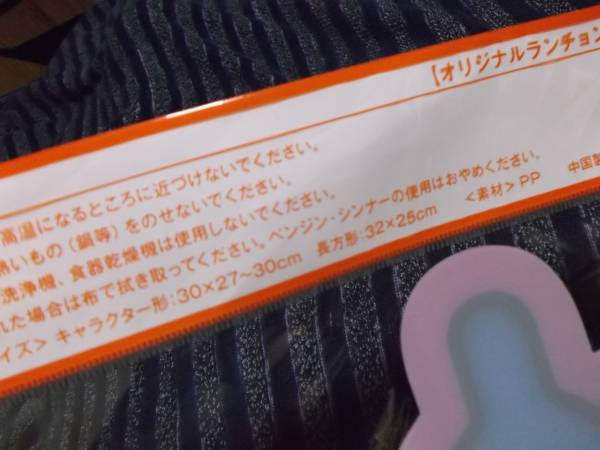 【オリジナルランチョン
高温になるところに近づけないでください。
熱いもの（鍋等）をのせないでください。
洗浄機、食器乾燥機は使用しないでください。
れた場合は布で拭き取ってください。ベンジン・シンナーの使用はおやめください。
イズ＞キャラクター形：30×27〜30cm 長方形：32×25cm ＜素材＞PP 中国製